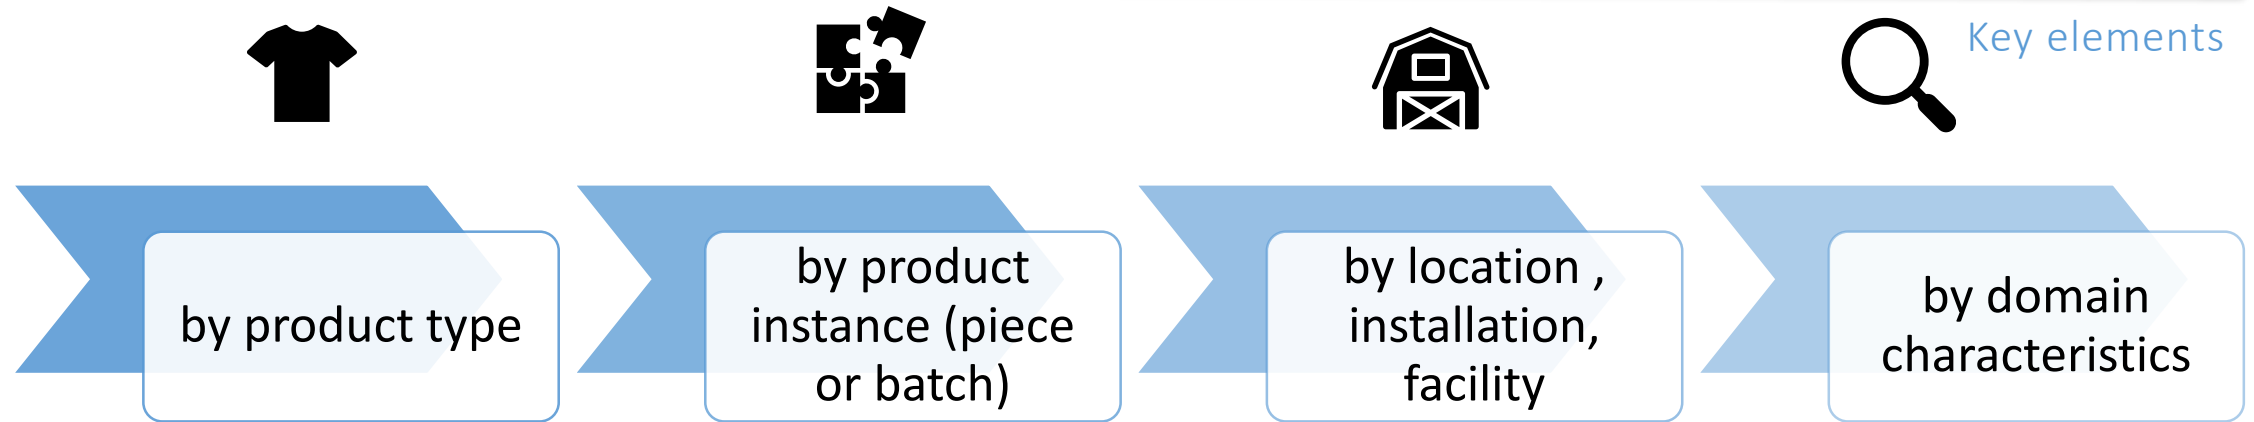 Key elements
by product type
by product
instance (piece
or batch)
by location ,
installation,
facility
by domain
characteristics